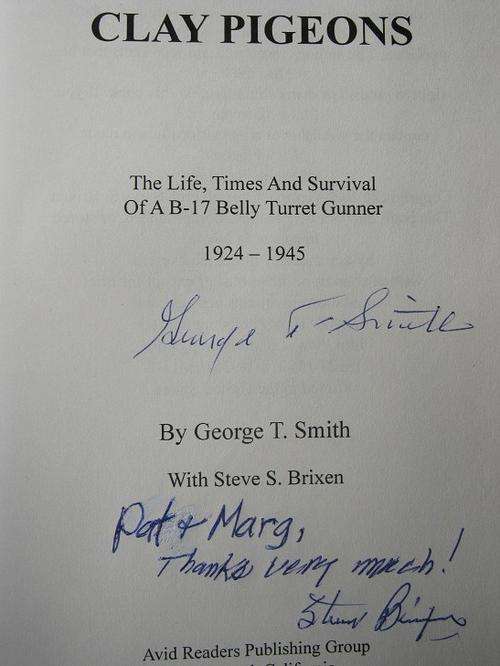 CLAY PIGEONS
The Life, Times And Survival
Of A B-17 Belly Turret Gunner
1924 – 1945
George T. Smith
By George T. Smith
With Steve S. Brixen
Pat + Marg,
Thanks very much!
Steve Brixen
Avid Readers Publishing Group
California